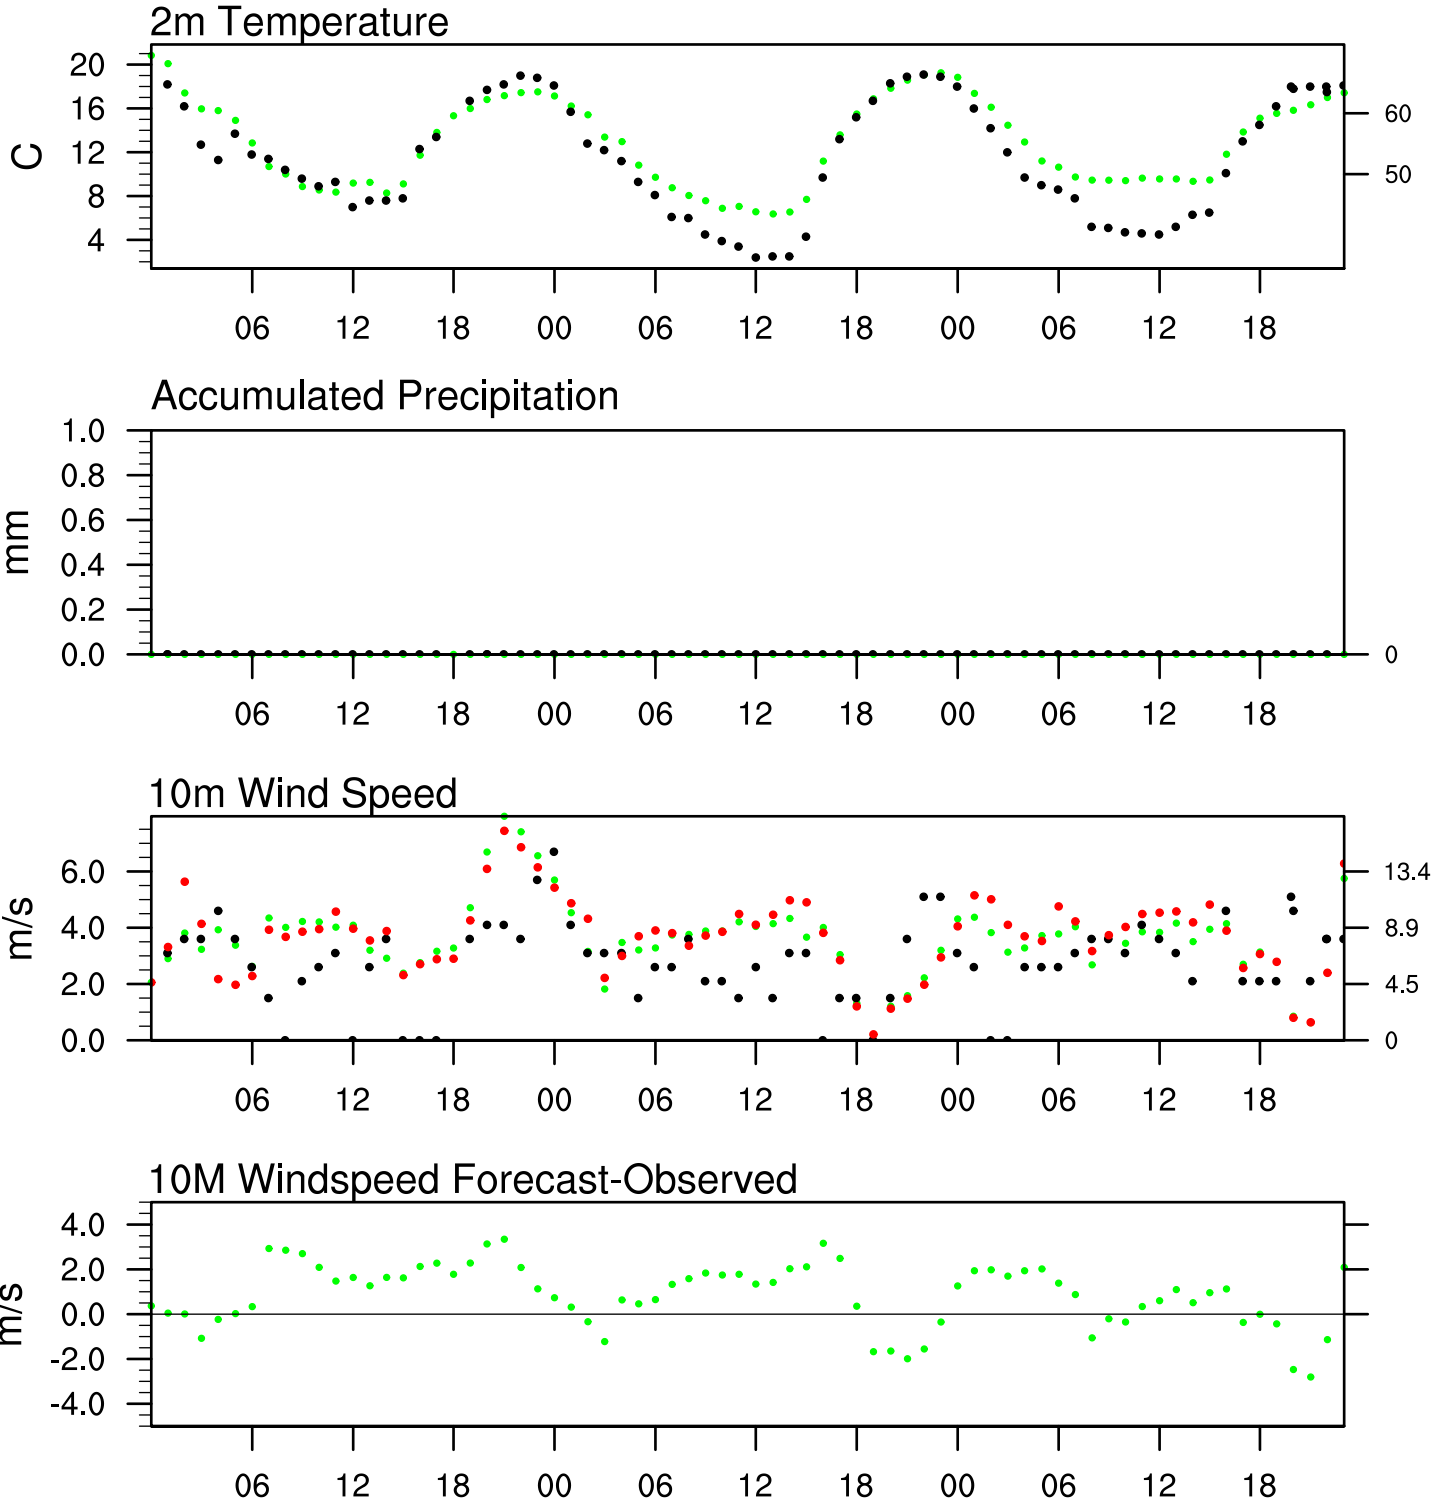 2m Temperature
20
16
12
8
4
C
60
50
06 12 18 00 06 12 18 00 06 12 18
Accumulated Precipitation
1.0
0.8
0.6
0.4
0.2
0.0
mm
0
06 12 18 00 06 12 18 00 06 12 18
10m Wind Speed
6.0
4.0
2.0
0.0
m/s
13.4
8.9
4.5
0
06 12 18 00 06 12 18 00 06 12 18
10M Windspeed Forecast-Observed
4.0
2.0
0.0
-2.0
-4.0
m/s
06 12 18 00 06 12 18 00 06 12 18